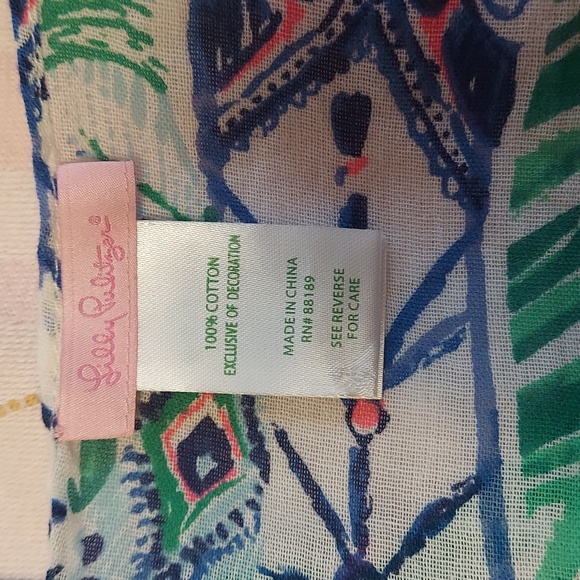 Lilly Pulitzer®
100% COTTON
EXCLUSIVE OF DECORATION
MADE IN CHINA
RN# 88189
SEE REVERSE
FOR CARE